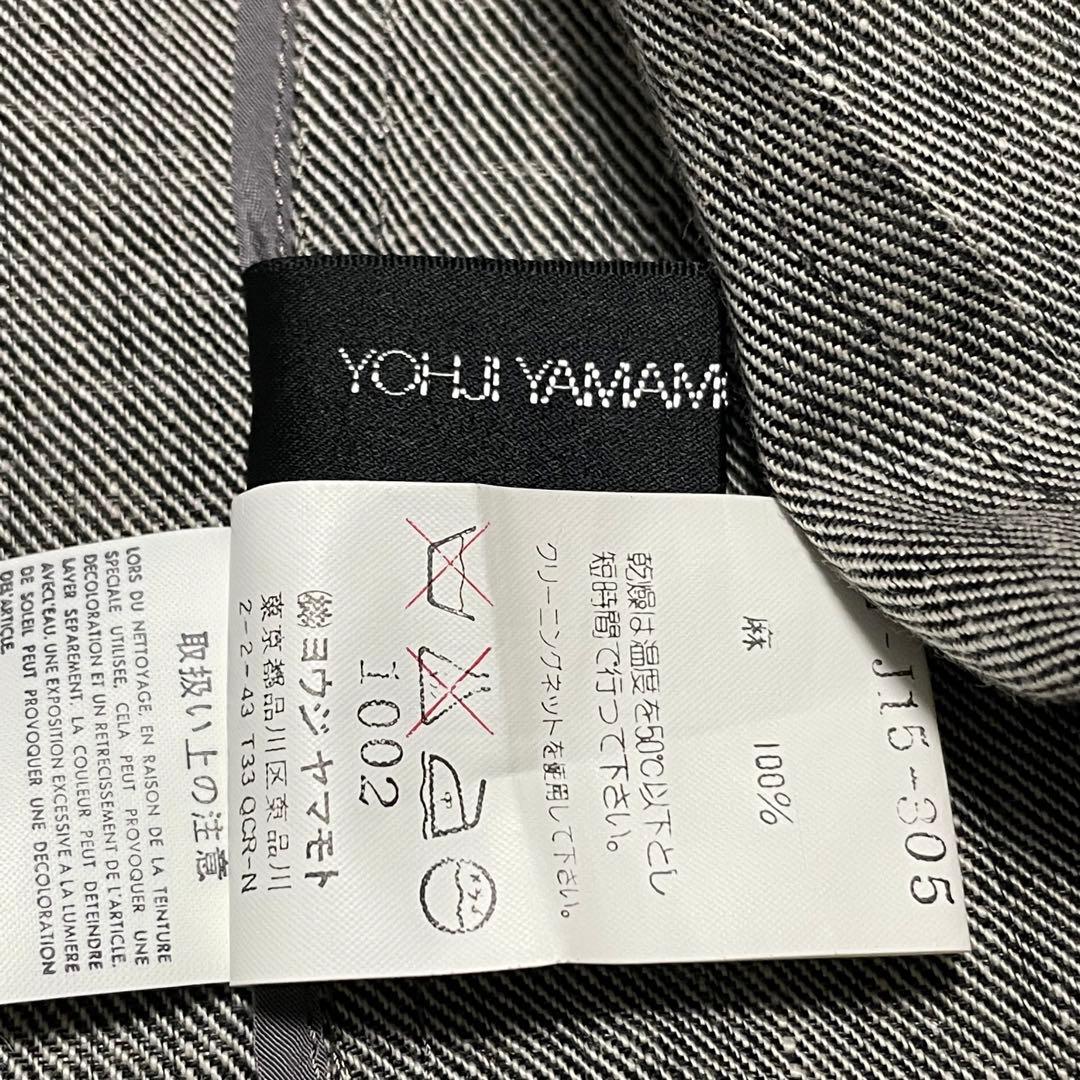 YOHJI YAMAM
-J15-305
麻 100%
乾燥は温度を50℃以下とし
短時間で行って下さい。
クリーニングネットを使用して下さい。
1002
㈱ヨウジヤマモト
東京都品川区東品川
2-2-43 T33 QCR-N
取扱い上の注意
LORS DU NETTOYAGE, EN RAISON DE LA TEINTURE
SPECIALE UTILISEE, CELA PEUT PROVOQUER UNE
DECOLORATION ET UN RETRECISSEMENT DE L'ARTICLE.
LAYER SEPAREMENT. LA COULEUR PEUT DETEINDRE
AVEC L'EAU. UNE EXPOSITION EXCESSIVE A LA LUMIERE
DE SOLEIL PEUT PROVOQUER UNE DECOLORATION
DE L'ARTICLE